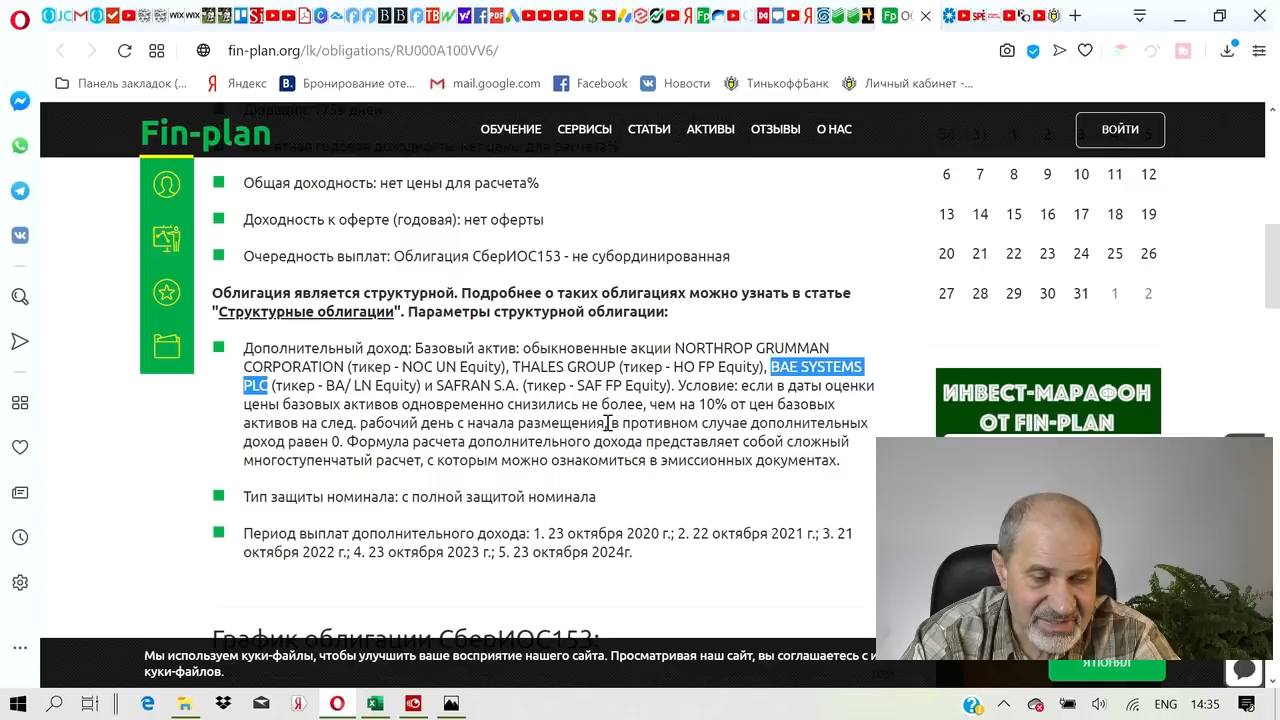 fin-plan.org/lk/obligations/RU000A100VV6/
Панель закладок (...
Яндекс
Бронирование оте...
mail.google.com
Facebook
Новости
ТинькоффБанк
Личный кабинет -...
Fin-plan
ОБУЧЕНИЕ СЕРВИСЫ СТАТЬИ АКТИВЫ ОТЗЫВЫ О НАС
ВОЙТИ
Общая доходность: нет цены для расчета%
Доходность к оферте (годовая): нет оферты
Очередность выплат: Облигация СберИОС153 - не субординированная
Облигация является структурной. Подробнее о таких облигациях можно узнать в статье
"Структурные облигации". Параметры структурной облигации:
Дополнительный доход: Базовый актив: обыкновенные акции NORTHROP GRUMMAN
CORPORATION (тикер - NOC UN Equity), THALES GROUP (тикер - HO FP Equity), BAE SYSTEMS
PLC (тикер - BA/ LN Equity) и SAFRAN S.A. (тикер - SAF FP Equity). Условие: если в даты оценки
цены базовых активов одновременно снизились не более, чем на 10% от цен базовых
активов на след. рабочий день с начала размещения, в противном случае дополнительных
доход равен 0. Формула расчета дополнительного дохода представляет собой сложный
многоступенчатый расчет, с которым можно ознакомиться в эмиссионных документах.
Тип защиты номинала: с полной защитой номинала
Период выплат дополнительного дохода: 1. 23 октября 2020 г.; 2. 22 октября 2021 г.; 3. 21
октября 2022 г.; 4. 23 октября 2023 г.; 5. 23 октября 2024г.
График облигации СберИОС153:
6 7 8 9 10 11 12
13 14 15 16 17 18 19
20 21 22 23 24 25 26
27 28 29 30 31 1 2
ИНВЕСТ-МАРАФОН
ОТ FIN-PLAN
Мы используем куки-файлы, чтобы улучшить ваше восприятие нашего сайта. Просматривая наш сайт, вы соглашаетесь с
куки-файлов.
Я ПОНЯЛ
ENG 14:35